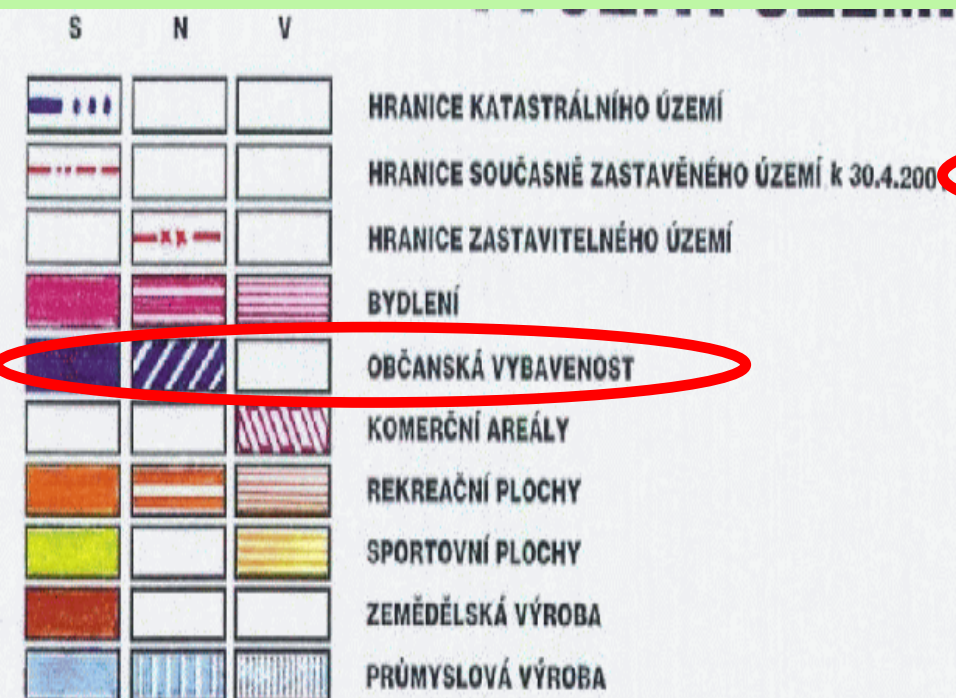 S N V
HRANICE KATASTRÁLNÍHO ÚZEMÍ
HRANICE SOUČASNĚ ZASTAVĚNÉHO ÚZEMÍ k 30.4.200
HRANICE ZASTAVITELNÉHO ÚZEMÍ
BYDLENÍ
OBČANSKÁ VYBAVENOST
KOMERČNÍ AREÁLY
REKREAČNÍ PLOCHY
SPORTOVNÍ PLOCHY
ZEMĚDĚLSKÁ VÝROBA
PRŮMYSLOVÁ VÝROBA